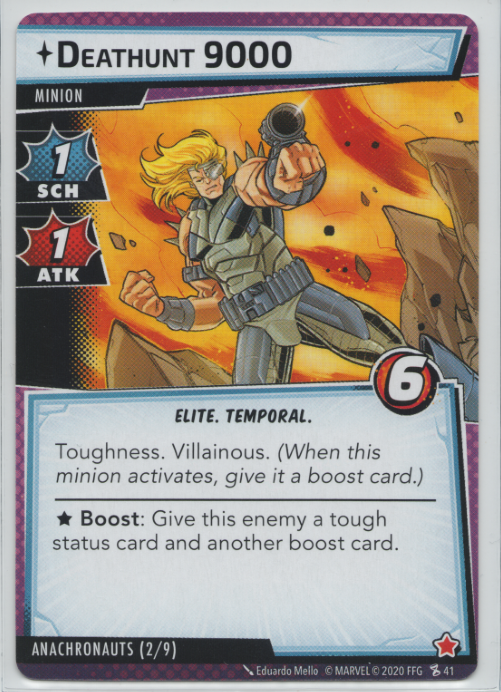 DEATHUNT 9000
MINION
1
SCH
1
ATK
6
ELITE. TEMPORAL.
Toughness. Villainous. (When this
minion activates, give it a boost card.)
★ Boost: Give this enemy a tough
status card and another boost card.
ANACHRONAUTS (2/9)
Eduardo Mello © MARVEL © 2020 FFG 41